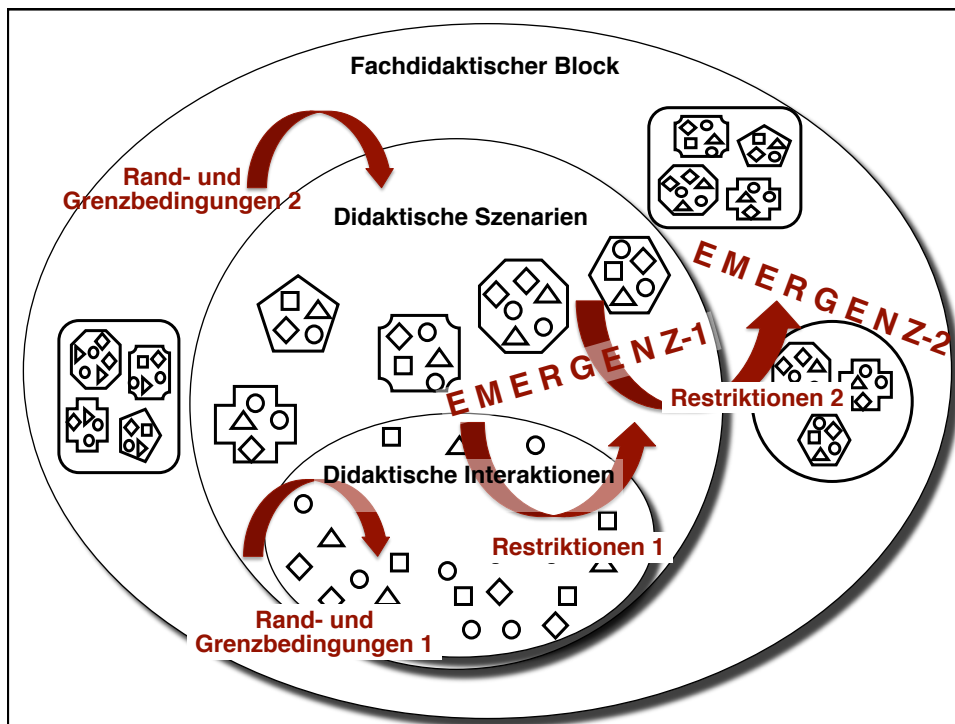 Fachdidaktischer Block
Rand- und
Grenzbedingungen 2
Didaktische Szenarien
EMERGENZ-2
EMERGENZ-1
Restriktionen 2
Didaktische Interaktionen
Restriktionen 1
Rand- und
Grenzbedingungen 1